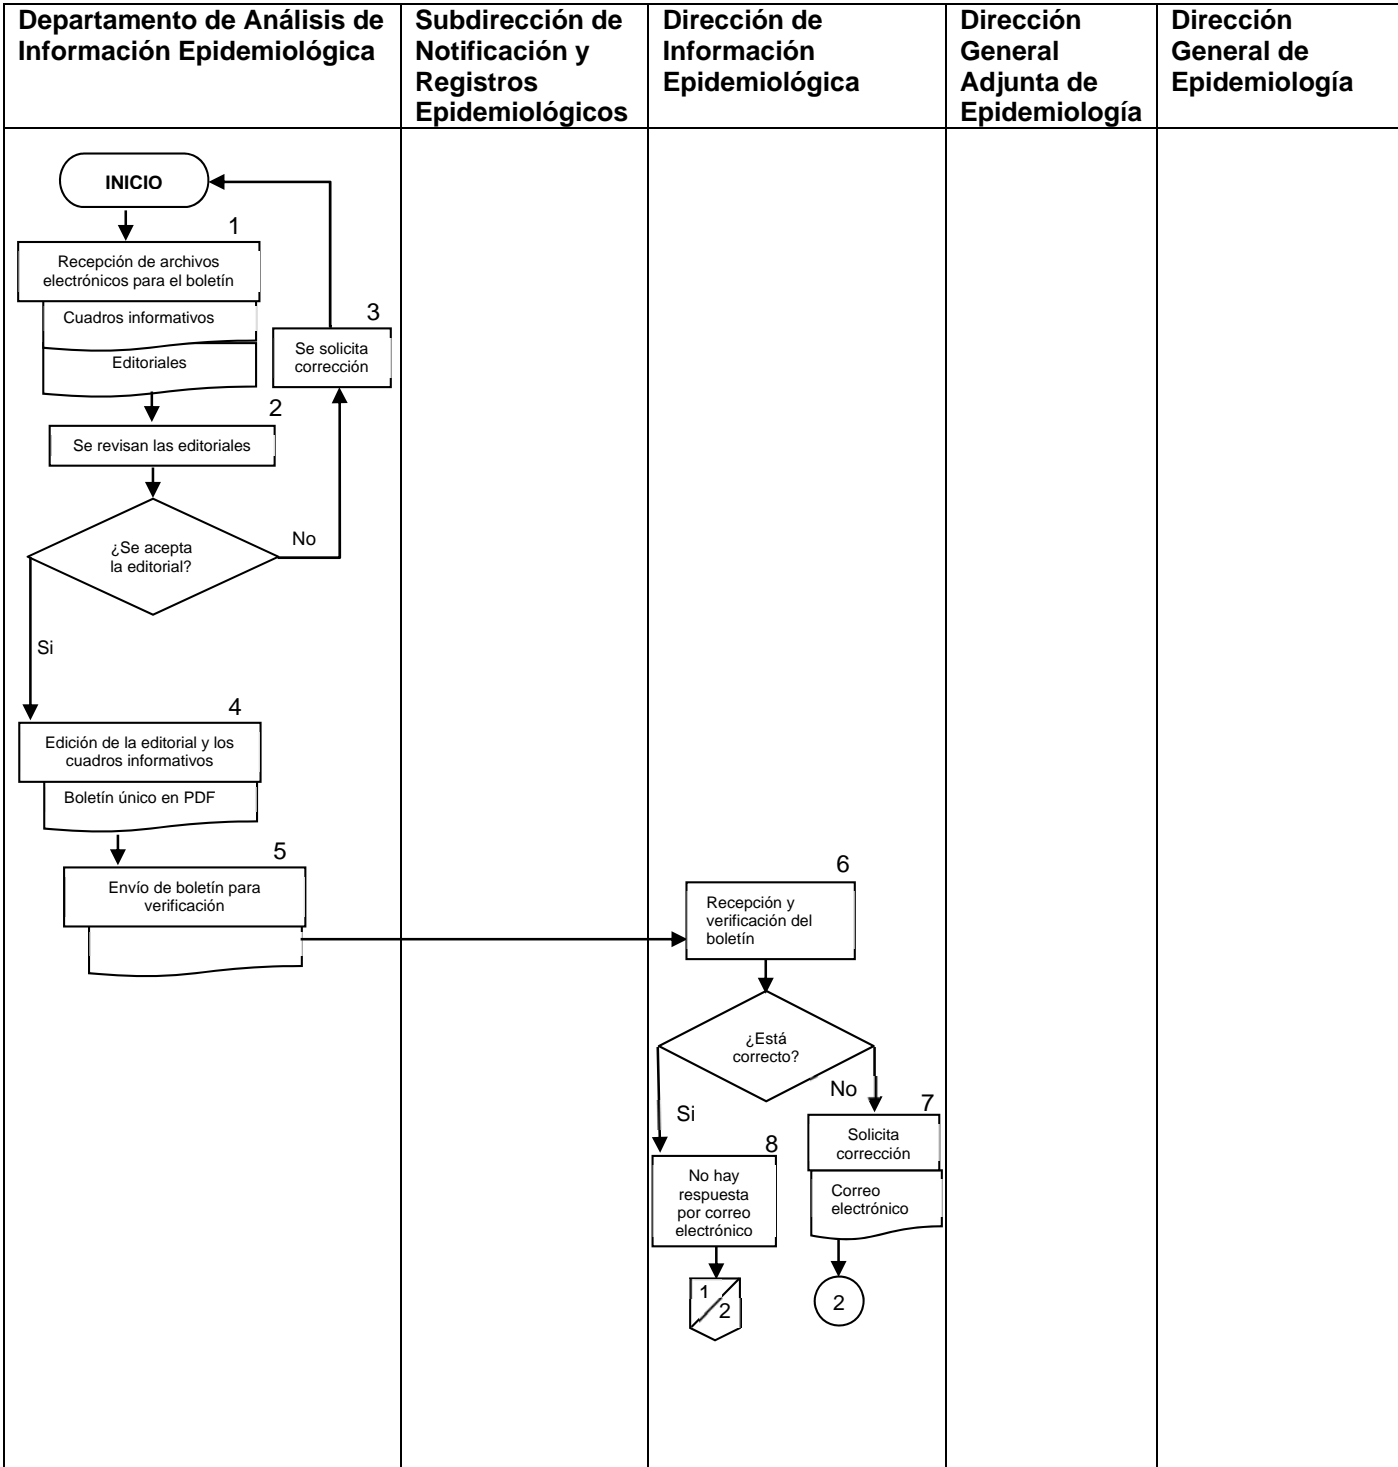 Departamento de Análisis de
Información Epidemiológica
Subdirección de
Notificación y
Registros
Epidemiológicos
Dirección de
Información
Epidemiológica
Dirección
General
Adjunta de
Epidemiología
Dirección
General de
Epidemiología
INICIO
1
Recepción de archivos
electrónicos para el boletín
Cuadros informativos
Editoriales
3
Se solicita
corrección
2
Se revisan las editoriales
¿Se acepta
la editorial?
No
Si
4
Edición de la editorial y los
cuadros informativos
Boletín único en PDF
5
Envío de boletín para
verificación
6
Recepción y
verificación del
boletín
¿Está
correcto?
No
Si
7
Solicita
corrección
Correo
electrónico
8
No hay
respuesta
por correo
electrónico
1
2
2